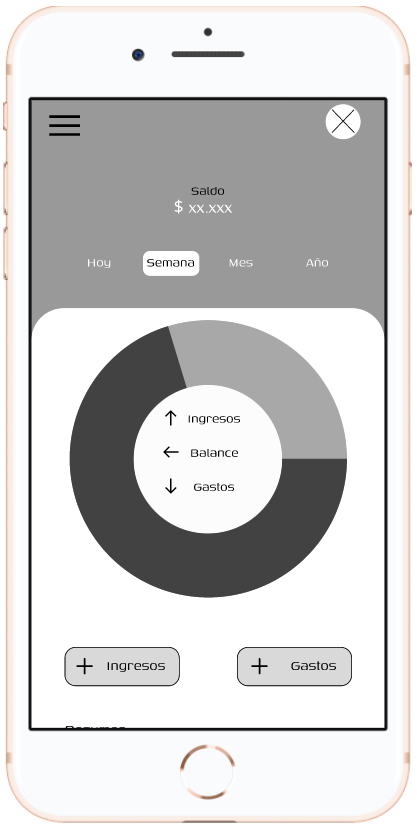 Saldo
$ xx.xxx
Hoy Semana Mes Año
Ingresos
Balance
Gastos
+ Ingresos + Gastos